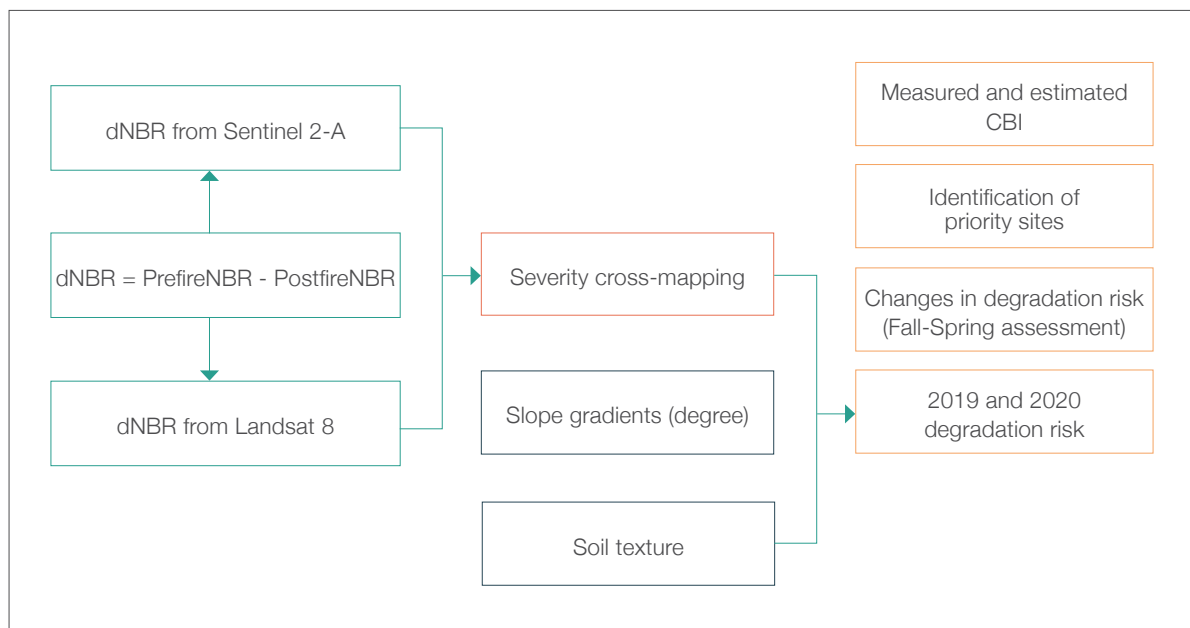 dNBR from Sentinel 2-A
dNBR = PrefireNBR - PostfireNBR
dNBR from Landsat 8
Severity cross-mapping
Slope gradients (degree)
Soil texture
Measured and estimated
CBI
Identification of
priority sites
Changes in degradation risk
(Fall-Spring assessment)
2019 and 2020
degradation risk